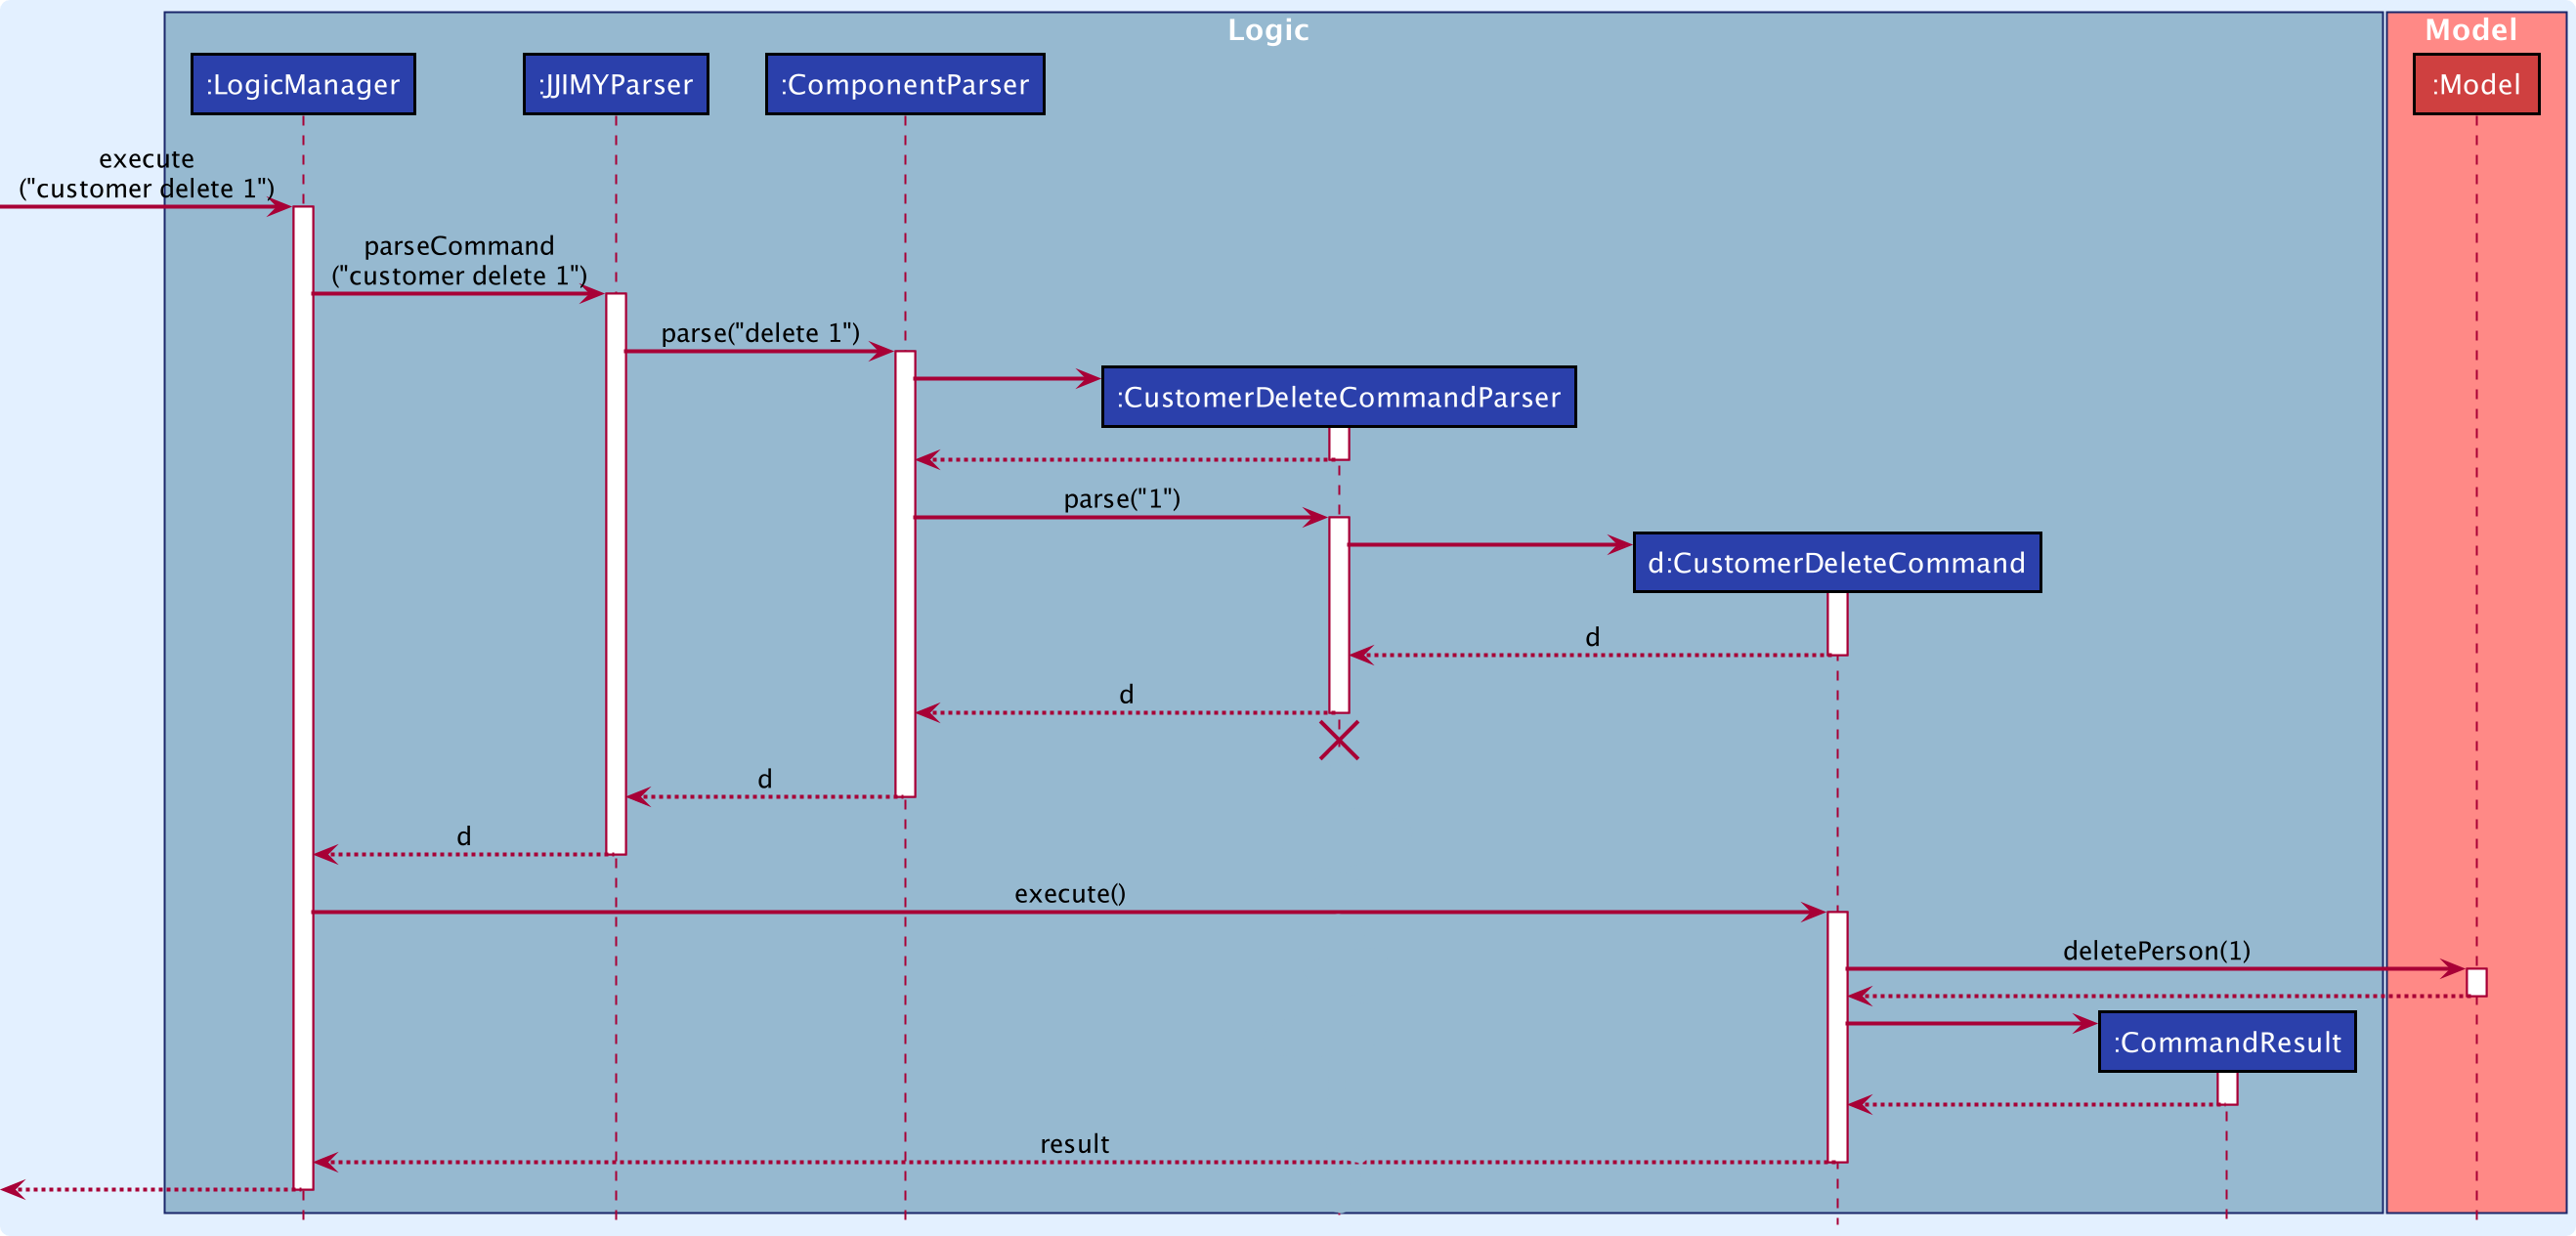 Logic
Model
:LogicManager
:JJIMYParser
:ComponentParser
:Model
execute
("customer delete 1")
parseCommand
("customer delete 1")
parse("delete 1")
:CustomerDeleteCommandParser
parse("1")
d:CustomerDeleteCommand
d
d
d
d
execute()
deletePerson(1)
:CommandResult
result